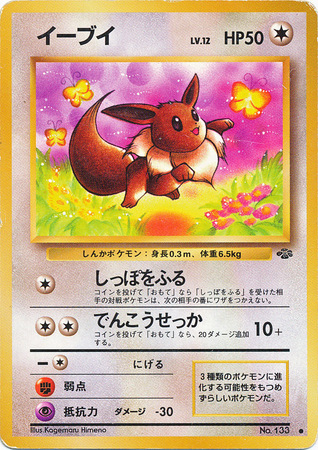 イーブイ LV.12 HP50
しんかポケモン：身長0.3m、体重6.5kg
しっぽをふる
コインを投げて「おもて」なら「しっぽをふる」を受けた相
手の対戦ポケモンは、次の相手の番にワザをつかえない。
でんこうせっか 10+
コインを投げて「おもて」なら、20ダメージ追加
する。
にげる
弱点
抵抗力 ダメージ -30
3種類のポケモンに進
化する可能性をもつめ
ずらしいポケモンだ。
Illus.Kagemaru Himeno No. 133